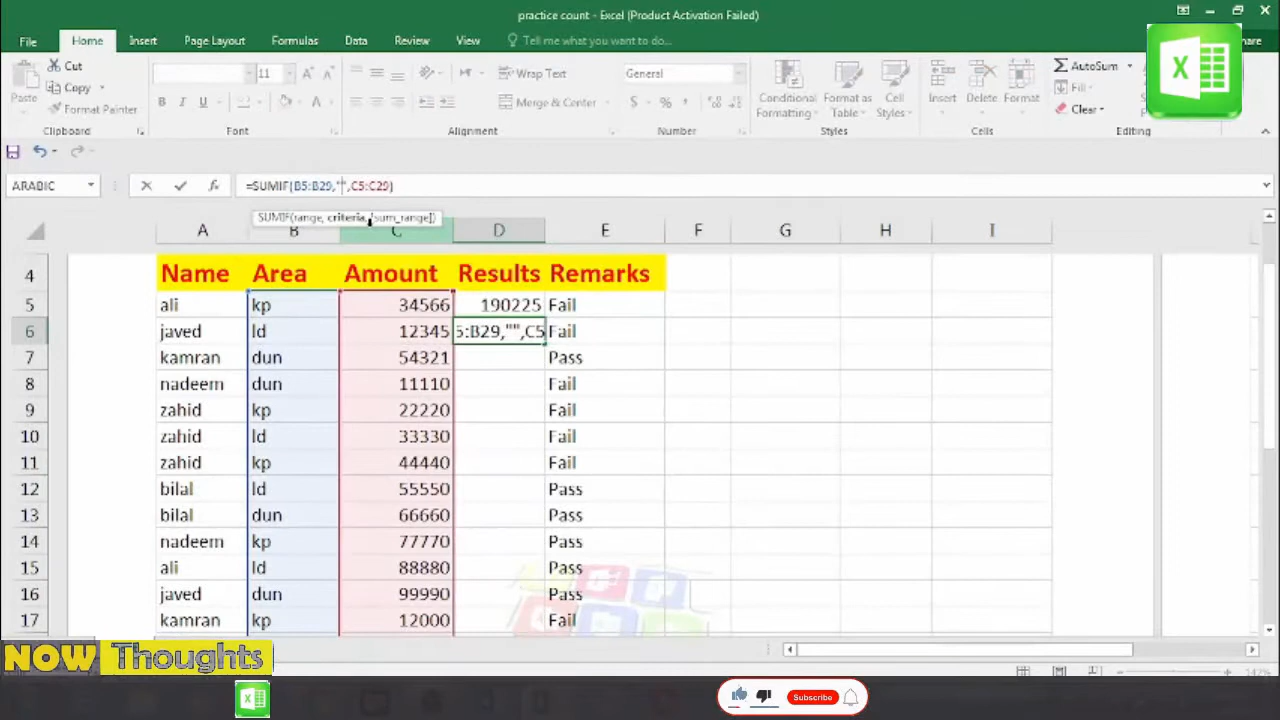 practice count - Excel (Product Activation Failed)
File Home Insert Page Layout Formulas Data Review View Tell me what you want to do...
Cut
Copy
Format Painter
Paste
Clipboard
11 A A
B I U A
Font
Wrap Text
Merge & Center
Alignment
General
$ % ,
Number
Conditional Formatting
Format as Table
Cell Styles
Styles
Insert Delete Format
Cells
AutoSum
Fill
Clear
Editing
X
ARABIC fx =SUMIF(B5:B29,"",C5:C29)
SUMIF(range, criteria, [sum_range])
A B C D E F G H I
4 Name Area Amount Results Remarks
5 ali kp 34566 190225 Fail
6 javed ld 12345 5:B29,"",C5 Fail
7 kamran dun 54321 Pass
8 nadeem dun 11110 Fail
9 zahid kp 22220 Fail
10 zahid ld 33330 Fail
11 zahid kp 44440 Fail
12 bilal ld 55550 Pass
13 bilal dun 66660 Pass
14 nadeem kp 77770 Pass
15 ali ld 88880 Pass
16 javed dun 99990 Pass
17 kamran kp 12000 Fail
NOW Thoughts
142%
Subscribe